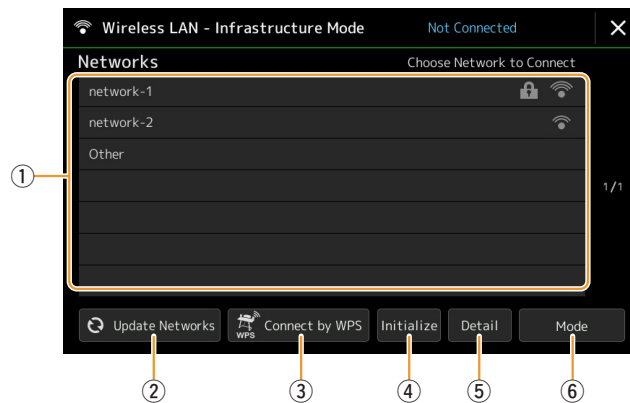 Wireless LAN - Infrastructure Mode Not Connected
Networks Choose Network to Connect
network-1
network-2
Other
①
1/1
Update Networks WPS Connect by WPS Initialize Detail Mode
② ③ ④ ⑤ ⑥